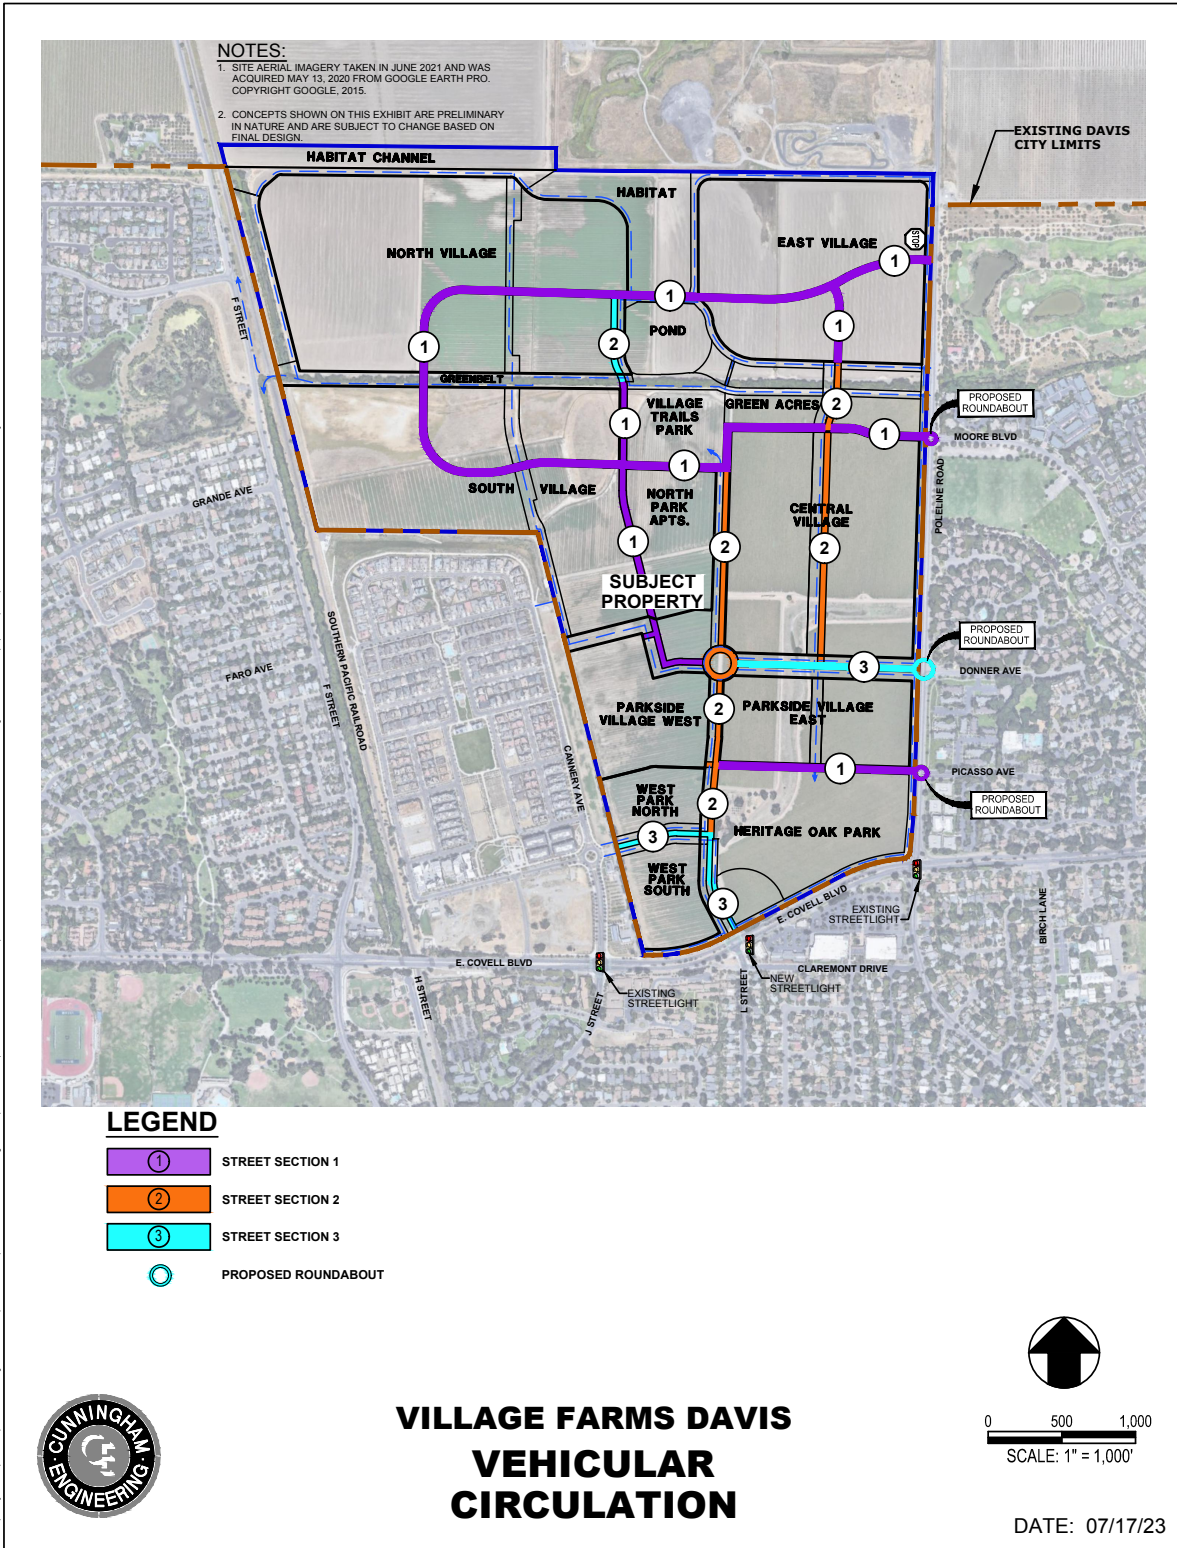 NOTES:
1. SITE AERIAL IMAGERY TAKEN IN JUNE 2021 AND WAS
ACQUIRED MAY 13, 2020 FROM GOOGLE EARTH PRO.
COPYRIGHT GOOGLE, 2015.
2. CONCEPTS SHOWN ON THIS EXHIBIT ARE PRELIMINARY
IN NATURE AND ARE SUBJECT TO CHANGE BASED ON
FINAL DESIGN.
EXISTING DAVIS
CITY LIMITS
HABITAT CHANNEL
HABITAT
NORTH VILLAGE
EAST VILLAGE
STOP
1
1
1
1
2
POND
F STREET
GREENBELT
VILLAGE
TRAILS
PARK
GREEN ACRES
2
PROPOSED
ROUNDABOUT
1
1
MOORE BLVD
1
SOUTH VILLAGE
NORTH
PARK
APTS.
CENTRAL
VILLAGE
POLELINE ROAD
GRANDE AVE
1
2
2
SUBJECT
PROPERTY
SOUTHERN PACIFIC RAILROAD
F STREET
FARO AVE
PROPOSED
ROUNDABOUT
3
DONNER AVE
PARKSIDE
VILLAGE WEST
2
PARKSIDE VILLAGE
EAST
CANNERY AVE
1
PICASSO AVE
PROPOSED
ROUNDABOUT
WEST
PARK
NORTH
2
3
HERITAGE OAK PARK
WEST
PARK
SOUTH
3
E. COVELL BLVD
EXISTING
STREETLIGHT
BIRCH LANE
E. COVELL BLVD
CLAREMONT DRIVE
NEW
STREETLIGHT
EXISTING
STREETLIGHT
H STREET
J STREET
L STREET
LEGEND
1 STREET SECTION 1
2 STREET SECTION 2
3 STREET SECTION 3
PROPOSED ROUNDABOUT
CUNNINGHAM
CE
ENGINEERING
VILLAGE FARMS DAVIS
VEHICULAR
CIRCULATION
0 500 1,000
SCALE: 1" = 1,000'
DATE: 07/17/23